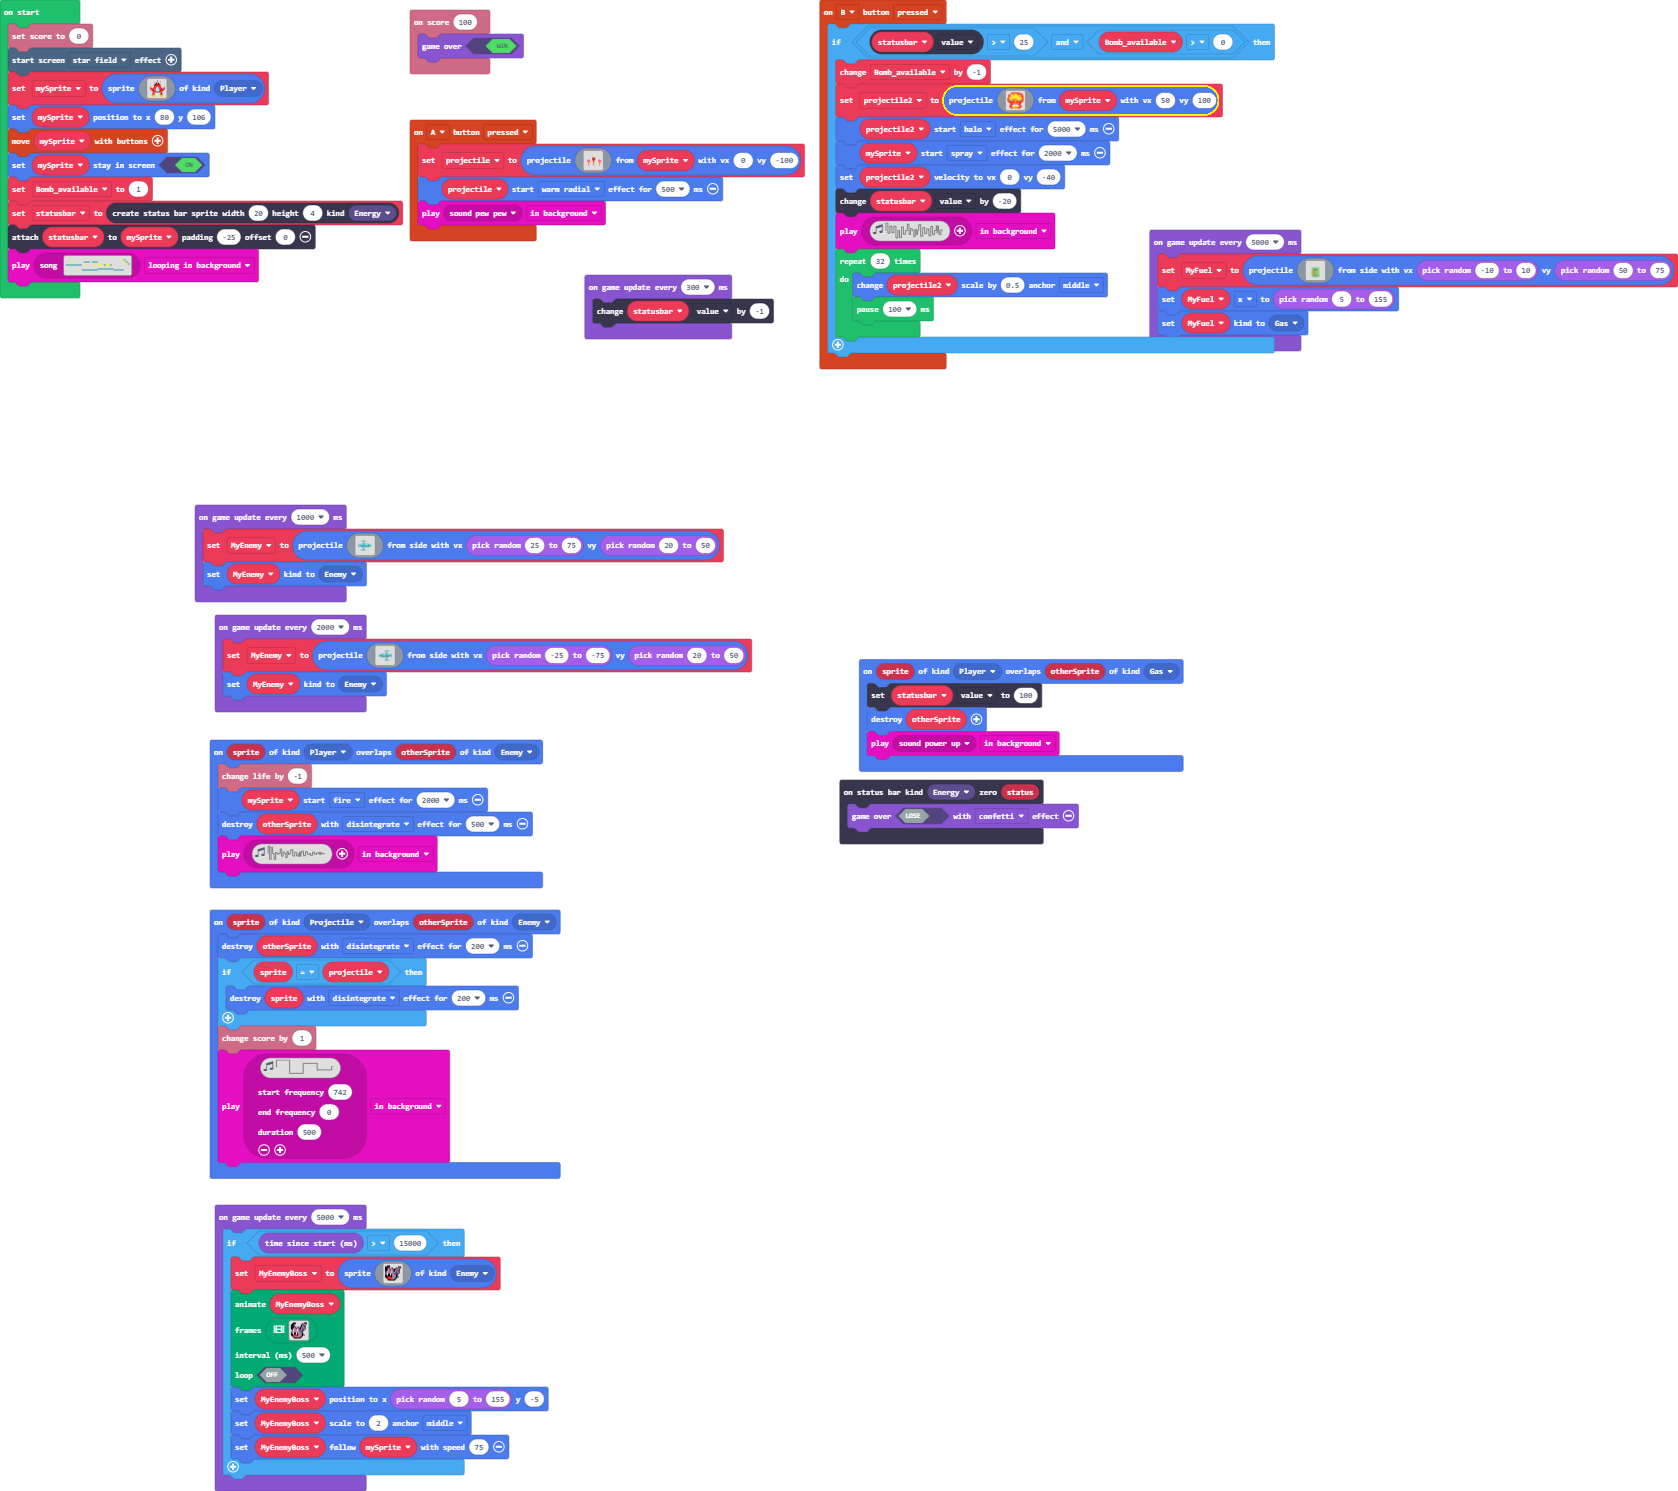 on start
set score to 0
start screen star field effect
set mySprite to sprite of kind Player
set mySprite position to x 80 y 106
move mySprite with buttons
set mySprite stay in screen ON
set Bomb_available to 1
set statusbar to create status bar sprite width 20 height 4 kind Energy
attach statusbar to mySprite padding -25 offset 0
play song looping in background
on score 100
game over WIN
on A button pressed
set projectile to projectile from mySprite with vx 0 vy -100
projectile start warm radial effect for 500 ms
play sound pew pew in background
on game update every 300 ms
change statusbar value by -1
on B button pressed
if statusbar value > 25 and Bomb_available > 0 then
change Bomb_available by -1
set projectile2 to projectile from mySprite with vx 50 vy 100
projectile2 start halo effect for 5000 ms
mySprite start spray effect for 2000 ms
set projectile2 velocity to vx 0 vy -40
change statusbar value by -20
play in background
repeat 32 times
do change projectile2 scale by 0.5 anchor middle
pause 100 ms
on game update every 5000 ms
set MyFuel to projectile from side with vx pick random -10 to 10 vy pick random 50 to 75
set MyFuel x to pick random 5 to 155
set MyFuel kind to Gas
on game update every 1000 ms
set MyEnemy to projectile from side with vx pick random 25 to 75 vy pick random 20 to 50
set MyEnemy kind to Enemy
on game update every 2000 ms
set MyEnemy to projectile from side with vx pick random -25 to -75 vy pick random 20 to 50
set MyEnemy kind to Enemy
on sprite of kind Player overlaps otherSprite of kind Enemy
change life by -1
mySprite start fire effect for 2000 ms
destroy otherSprite with disintegrate effect for 500 ms
play in background
on sprite of kind Player overlaps otherSprite of kind Gas
set statusbar value to 100
destroy otherSprite
play sound power up in background
on status bar kind Energy zero status
game over LOSE with confetti effect
on sprite of kind Projectile overlaps otherSprite of kind Enemy
destroy otherSprite with disintegrate effect for 200 ms
if sprite = projectile then
destroy sprite with disintegrate effect for 200 ms
change score by 1
start frequency 742
end frequency 0
play in background
duration 500
on game update every 5000 ms
if time since start (ms) > 15000 then
set MyEnemyBoss to sprite of kind Enemy
animate MyEnemyBoss
frames
interval (ms) 500
loop OFF
set MyEnemyBoss position to x pick random 5 to 155 y -5
set MyEnemyBoss scale to 2 anchor middle
set MyEnemyBoss follow mySprite with speed 75